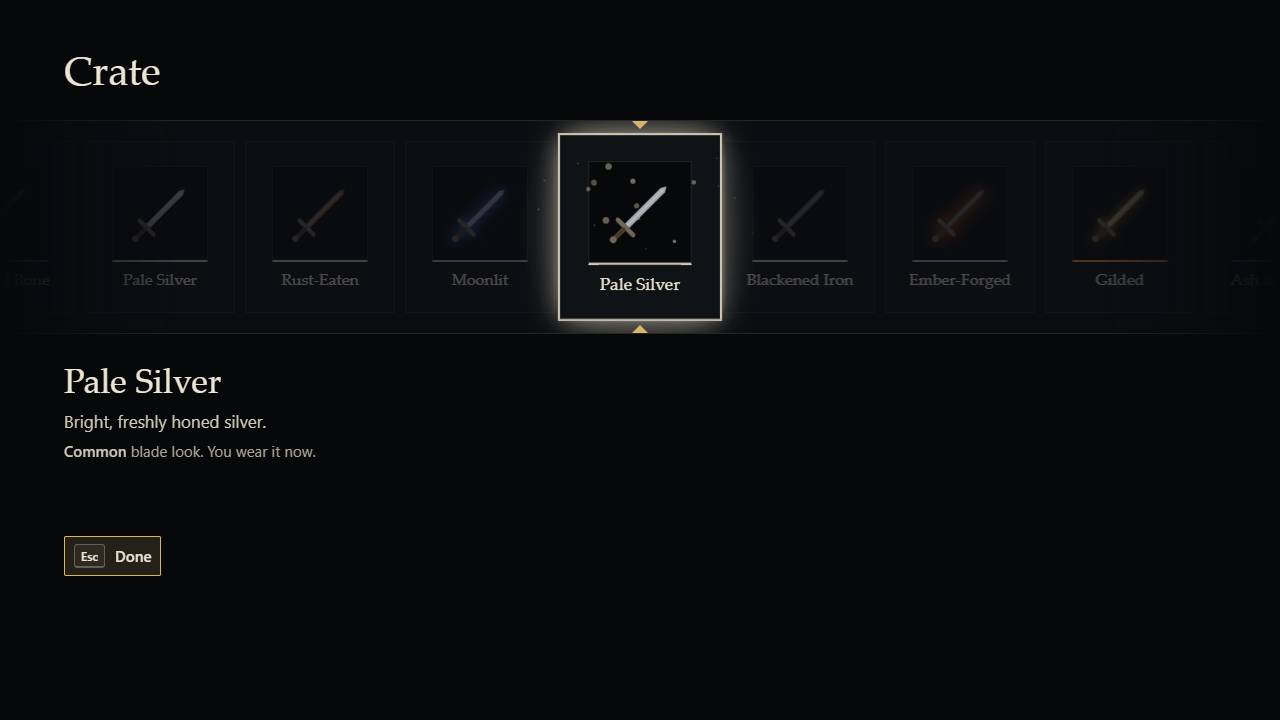 Crate
Bone
Pale Silver
Rust-Eaten
Moonlit
Pale Silver
Blackened Iron
Ember-Forged
Gilded
Pale Silver
Bright, freshly honed silver.
Common blade look. You wear it now.
Esc Done